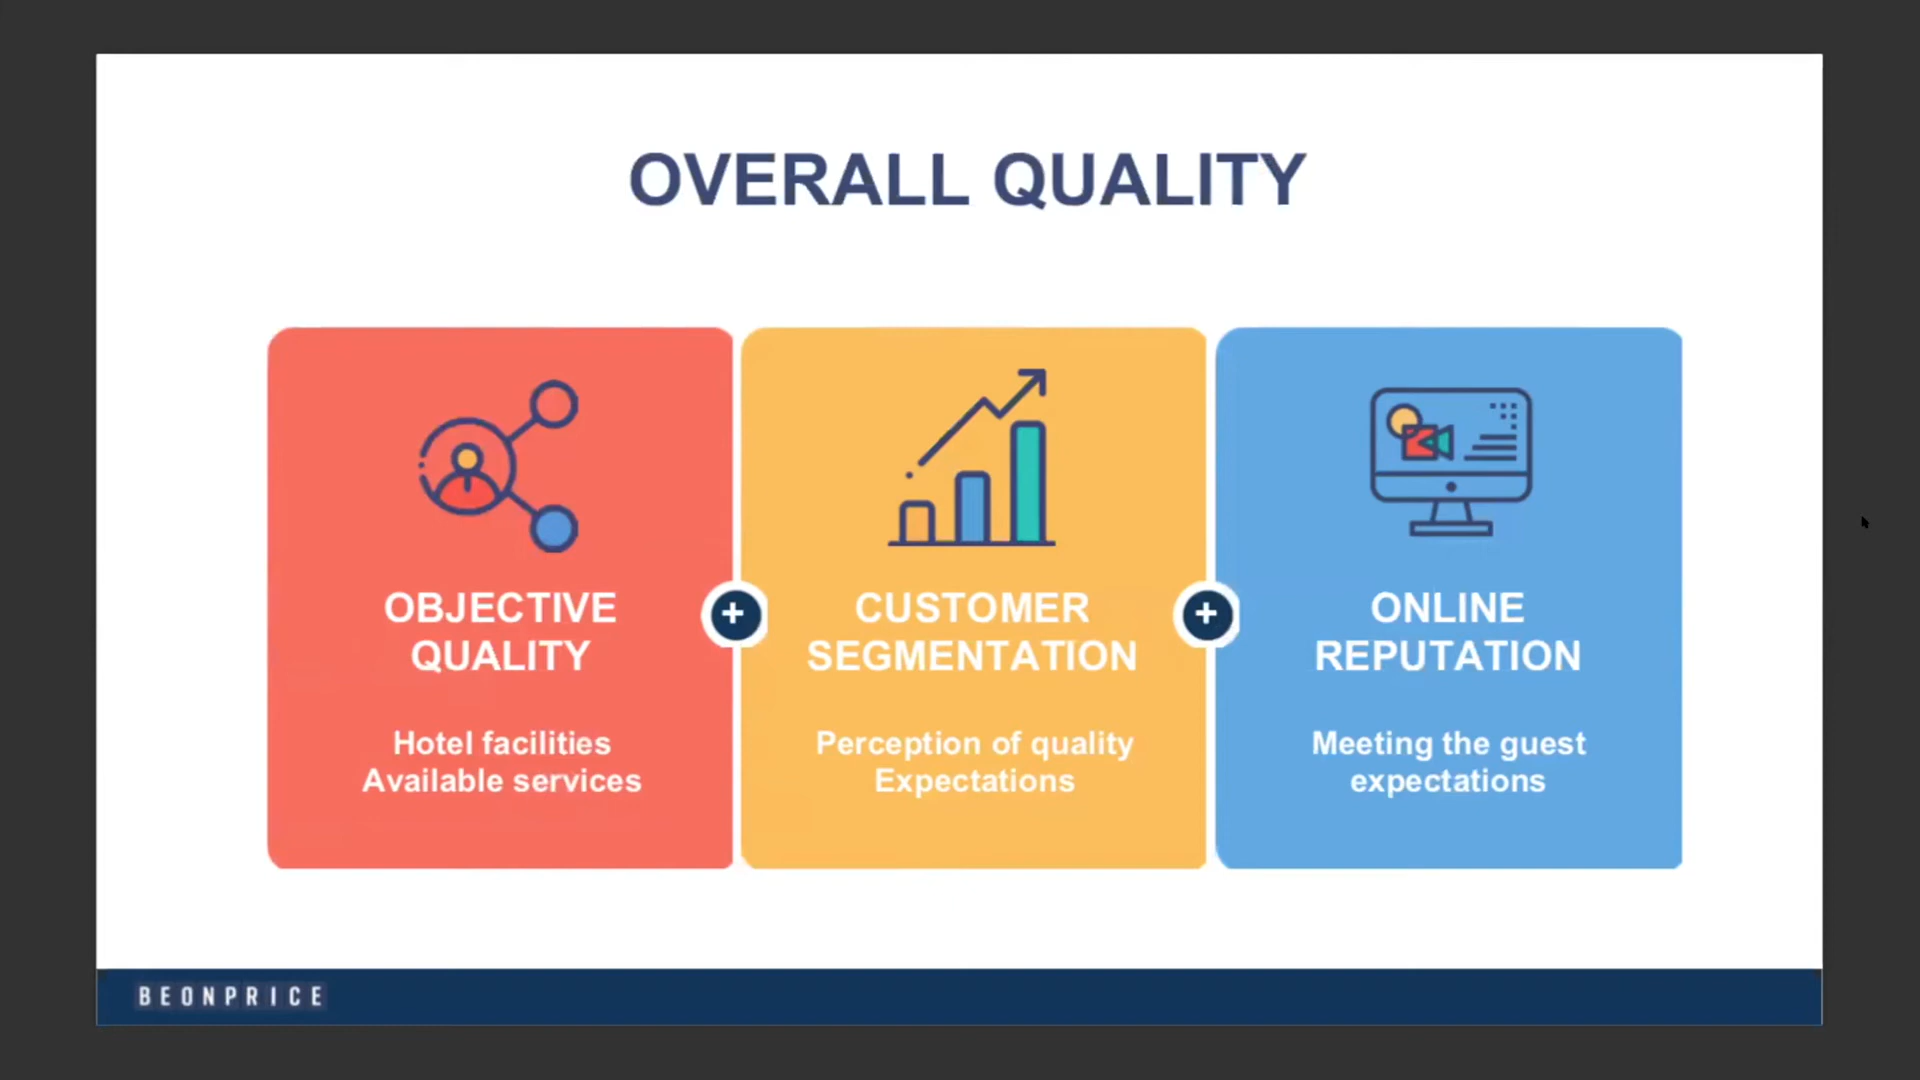 OVERALL QUALITY
OBJECTIVE
QUALITY
Hotel facilities
Available services
+
CUSTOMER
SEGMENTATION
Perception of quality
Expectations
+
ONLINE
REPUTATION
Meeting the guest
expectations
BEONPRICE